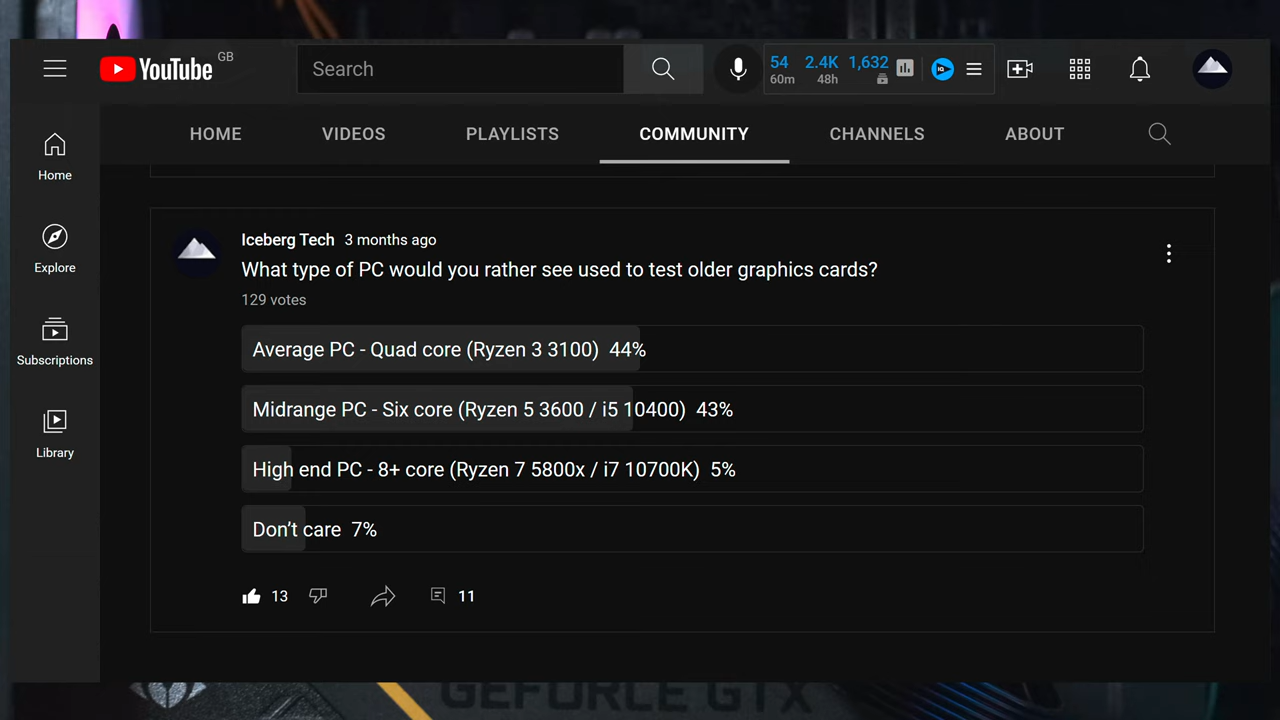 YouTube GB
Search
54 2.4K 1,632
60m 48h
iq
HOME VIDEOS PLAYLISTS COMMUNITY CHANNELS ABOUT
Home
Explore
Subscriptions
Library
Iceberg Tech 3 months ago
What type of PC would you rather see used to test older graphics cards?
129 votes
Average PC - Quad core (Ryzen 3 3100) 44%
Midrange PC - Six core (Ryzen 5 3600 / i5 10400) 43%
High end PC - 8+ core (Ryzen 7 5800x / i7 10700K) 5%
Don’t care 7%
13 11
GEFORCE GTX